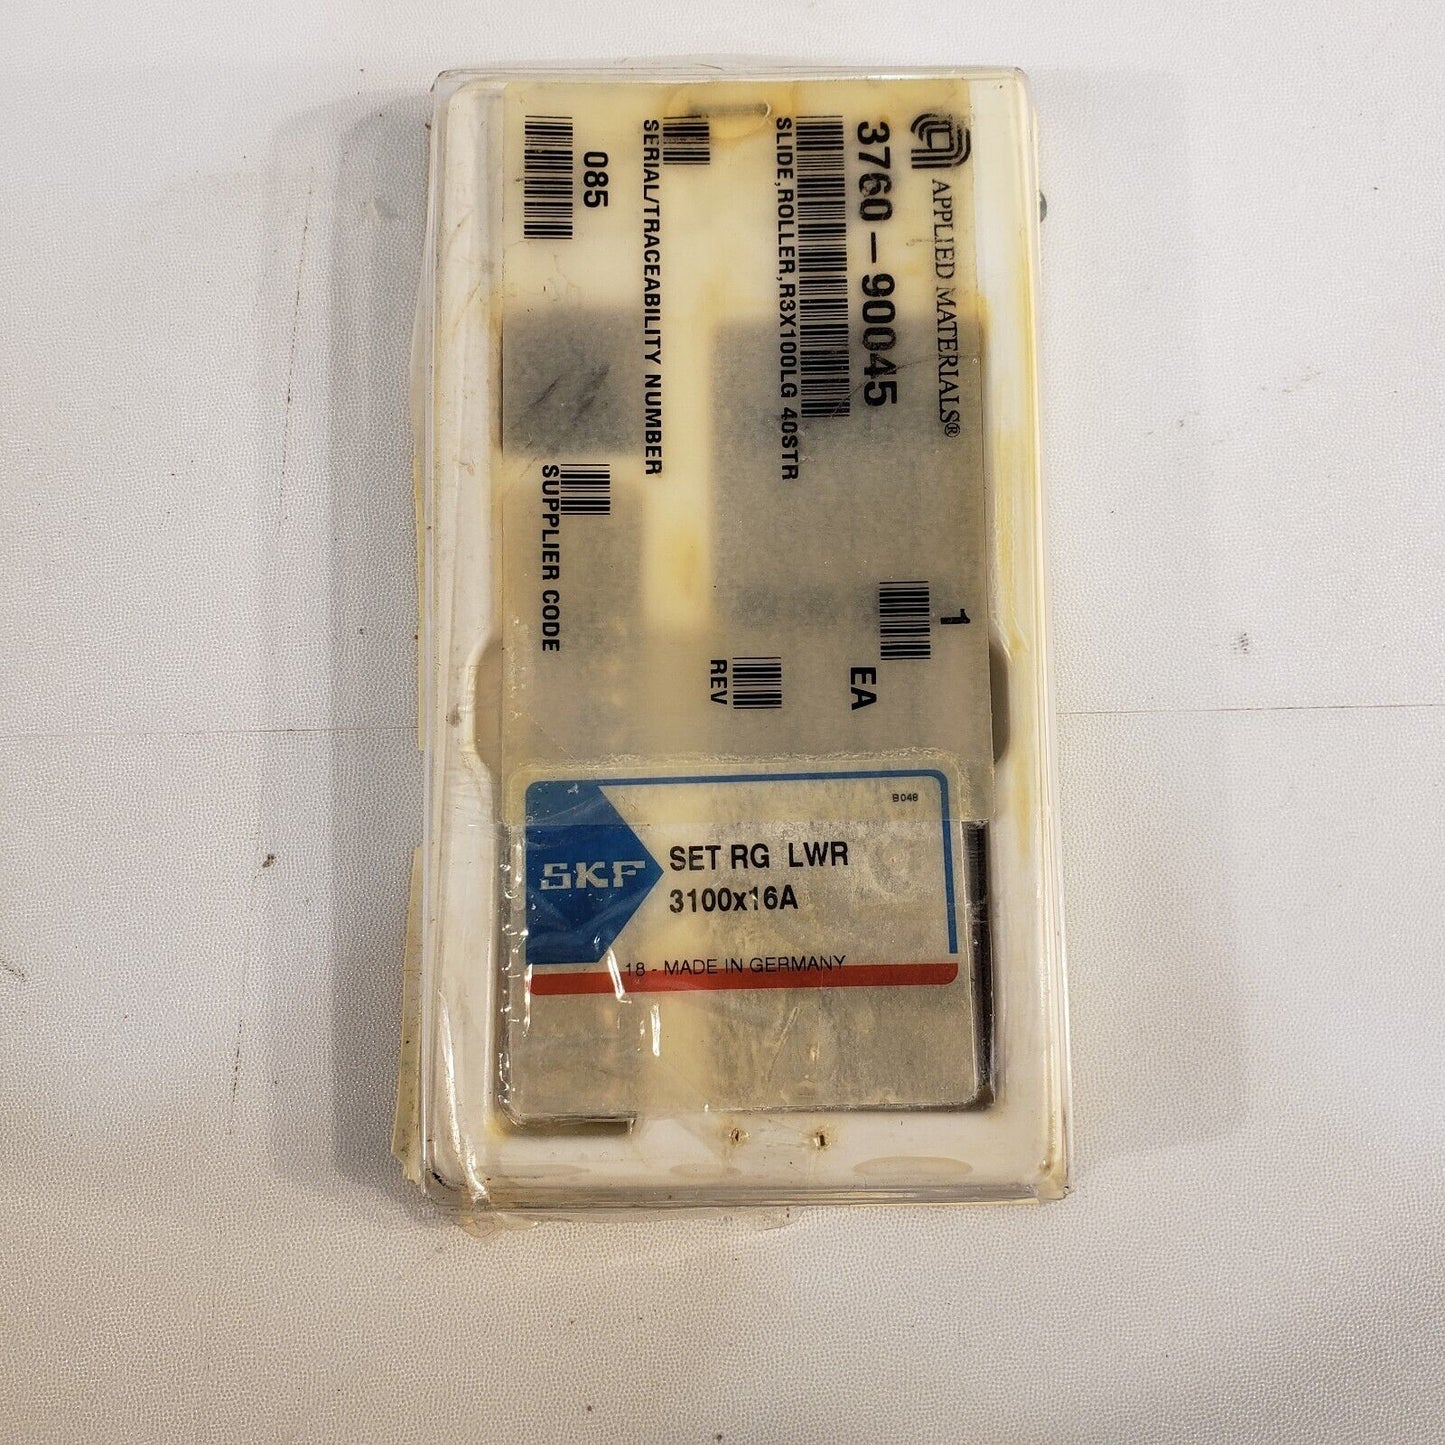 APPLIED MATERIALS®
3760-90045
1
EA
SLIDE,ROLLER,R3X100LG 40STR
REV
SERIAL/TRACEABILITY NUMBER
085
SUPPLIER CODE
B048
SKF
SET RG LWR
3100x16A
18 - MADE IN GERMANY